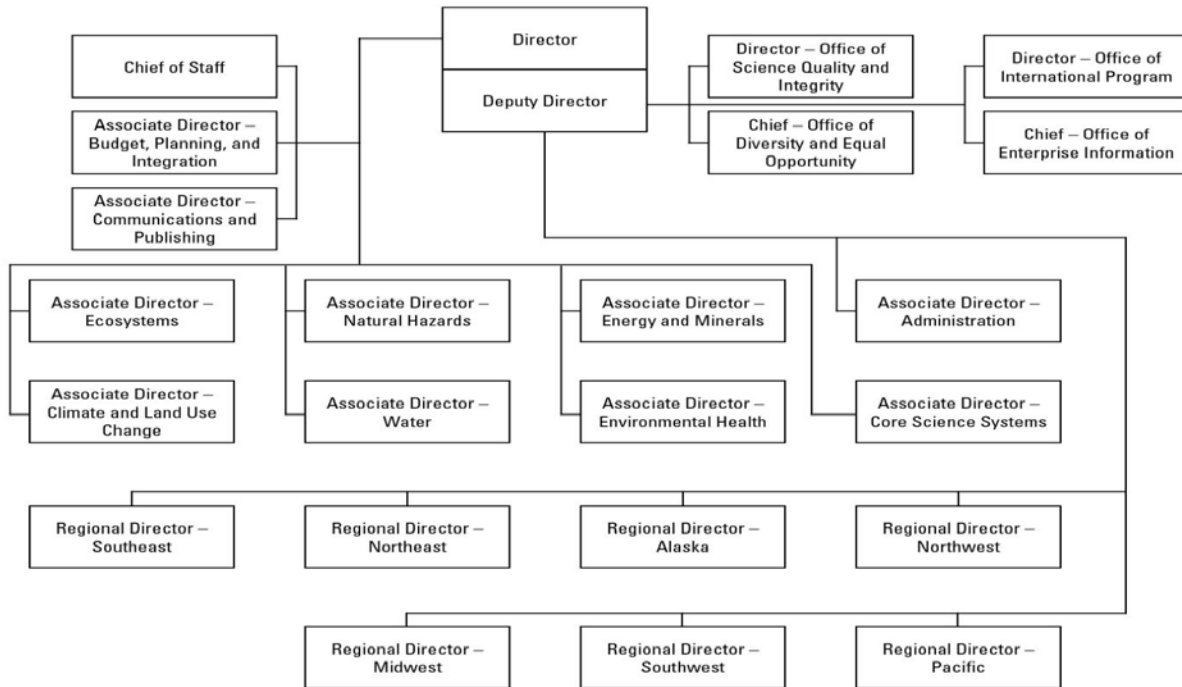 Director
Deputy Director
Chief of Staff
Associate Director –
Budget, Planning, and
Integration
Associate Director –
Communications and
Publishing
Director – Office of
Science Quality and
Integrity
Chief – Office of
Diversity and Equal
Opportunity
Director – Office of
International Program
Chief – Office of
Enterprise Information
Associate Director –
Ecosystems
Associate Director –
Natural Hazards
Associate Director –
Energy and Minerals
Associate Director –
Administration
Associate Director –
Climate and Land Use
Change
Associate Director –
Water
Associate Director –
Environmental Health
Associate Director –
Core Science Systems
Regional Director –
Southeast
Regional Director –
Northeast
Regional Director –
Alaska
Regional Director –
Northwest
Regional Director –
Midwest
Regional Director –
Southwest
Regional Director –
Pacific